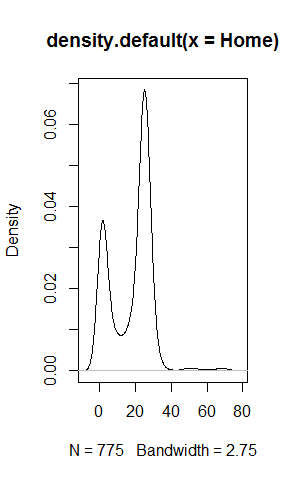 density.default(x = Home)
Density
0.00 0.02 0.04 0.06
0 20 40 60 80
N = 775 Bandwidth = 2.75